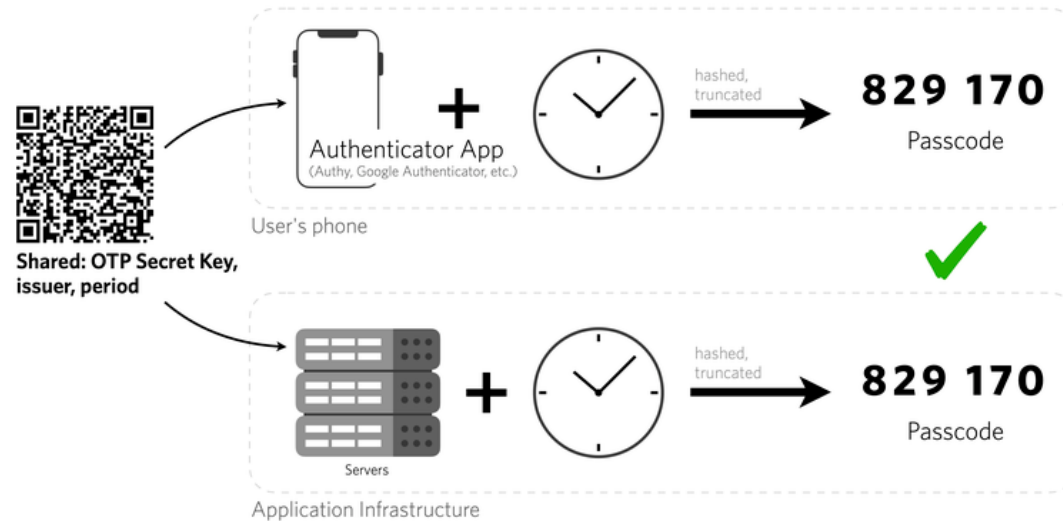 hashed,
truncated
829 170
Passcode
Authenticator App
(Authy, Google Authenticator, etc.)
User's phone
Shared: OTP Secret Key,
issuer, period
hashed,
truncated
829 170
Passcode
Servers
Application Infrastructure